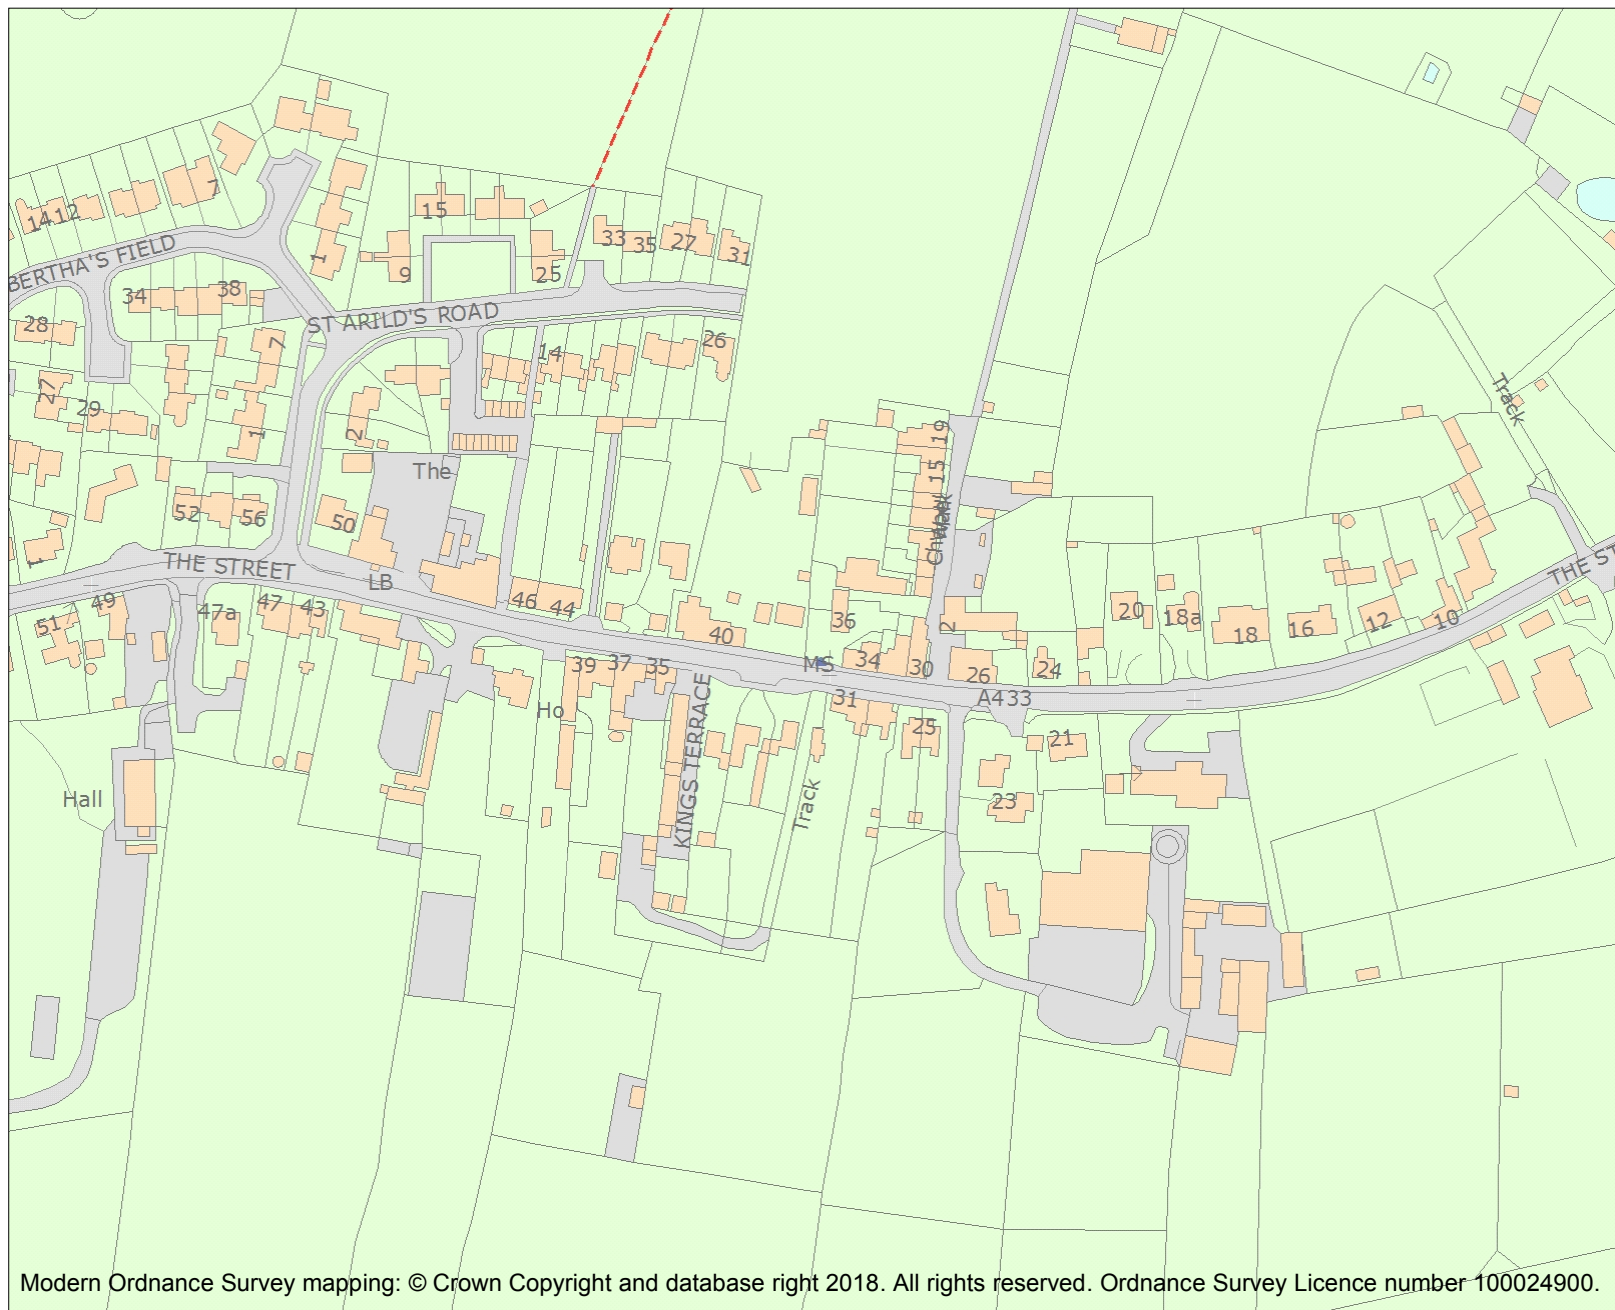 7
14 12
15
33
35
27
31
BERTHA'S FIELD
1
9
25
34
38
ST ARILD'S ROAD
28
7
14
26
27
29
1
2
19
The
15
52
56
50
Chapel
Walk
Track
THE STREET
LB
1
THE ST
49
51
47a
47
43
46
44
40
36
2
20
18a
18
16
12
10
39
37
35
MS
34
30
26
24
Ho
31
A433
25
21
KINGS TERRACE
Track
23
Hall
Modern Ordnance Survey mapping: © Crown Copyright and database right 2018. All rights reserved. Ordnance Survey Licence number 100024900.